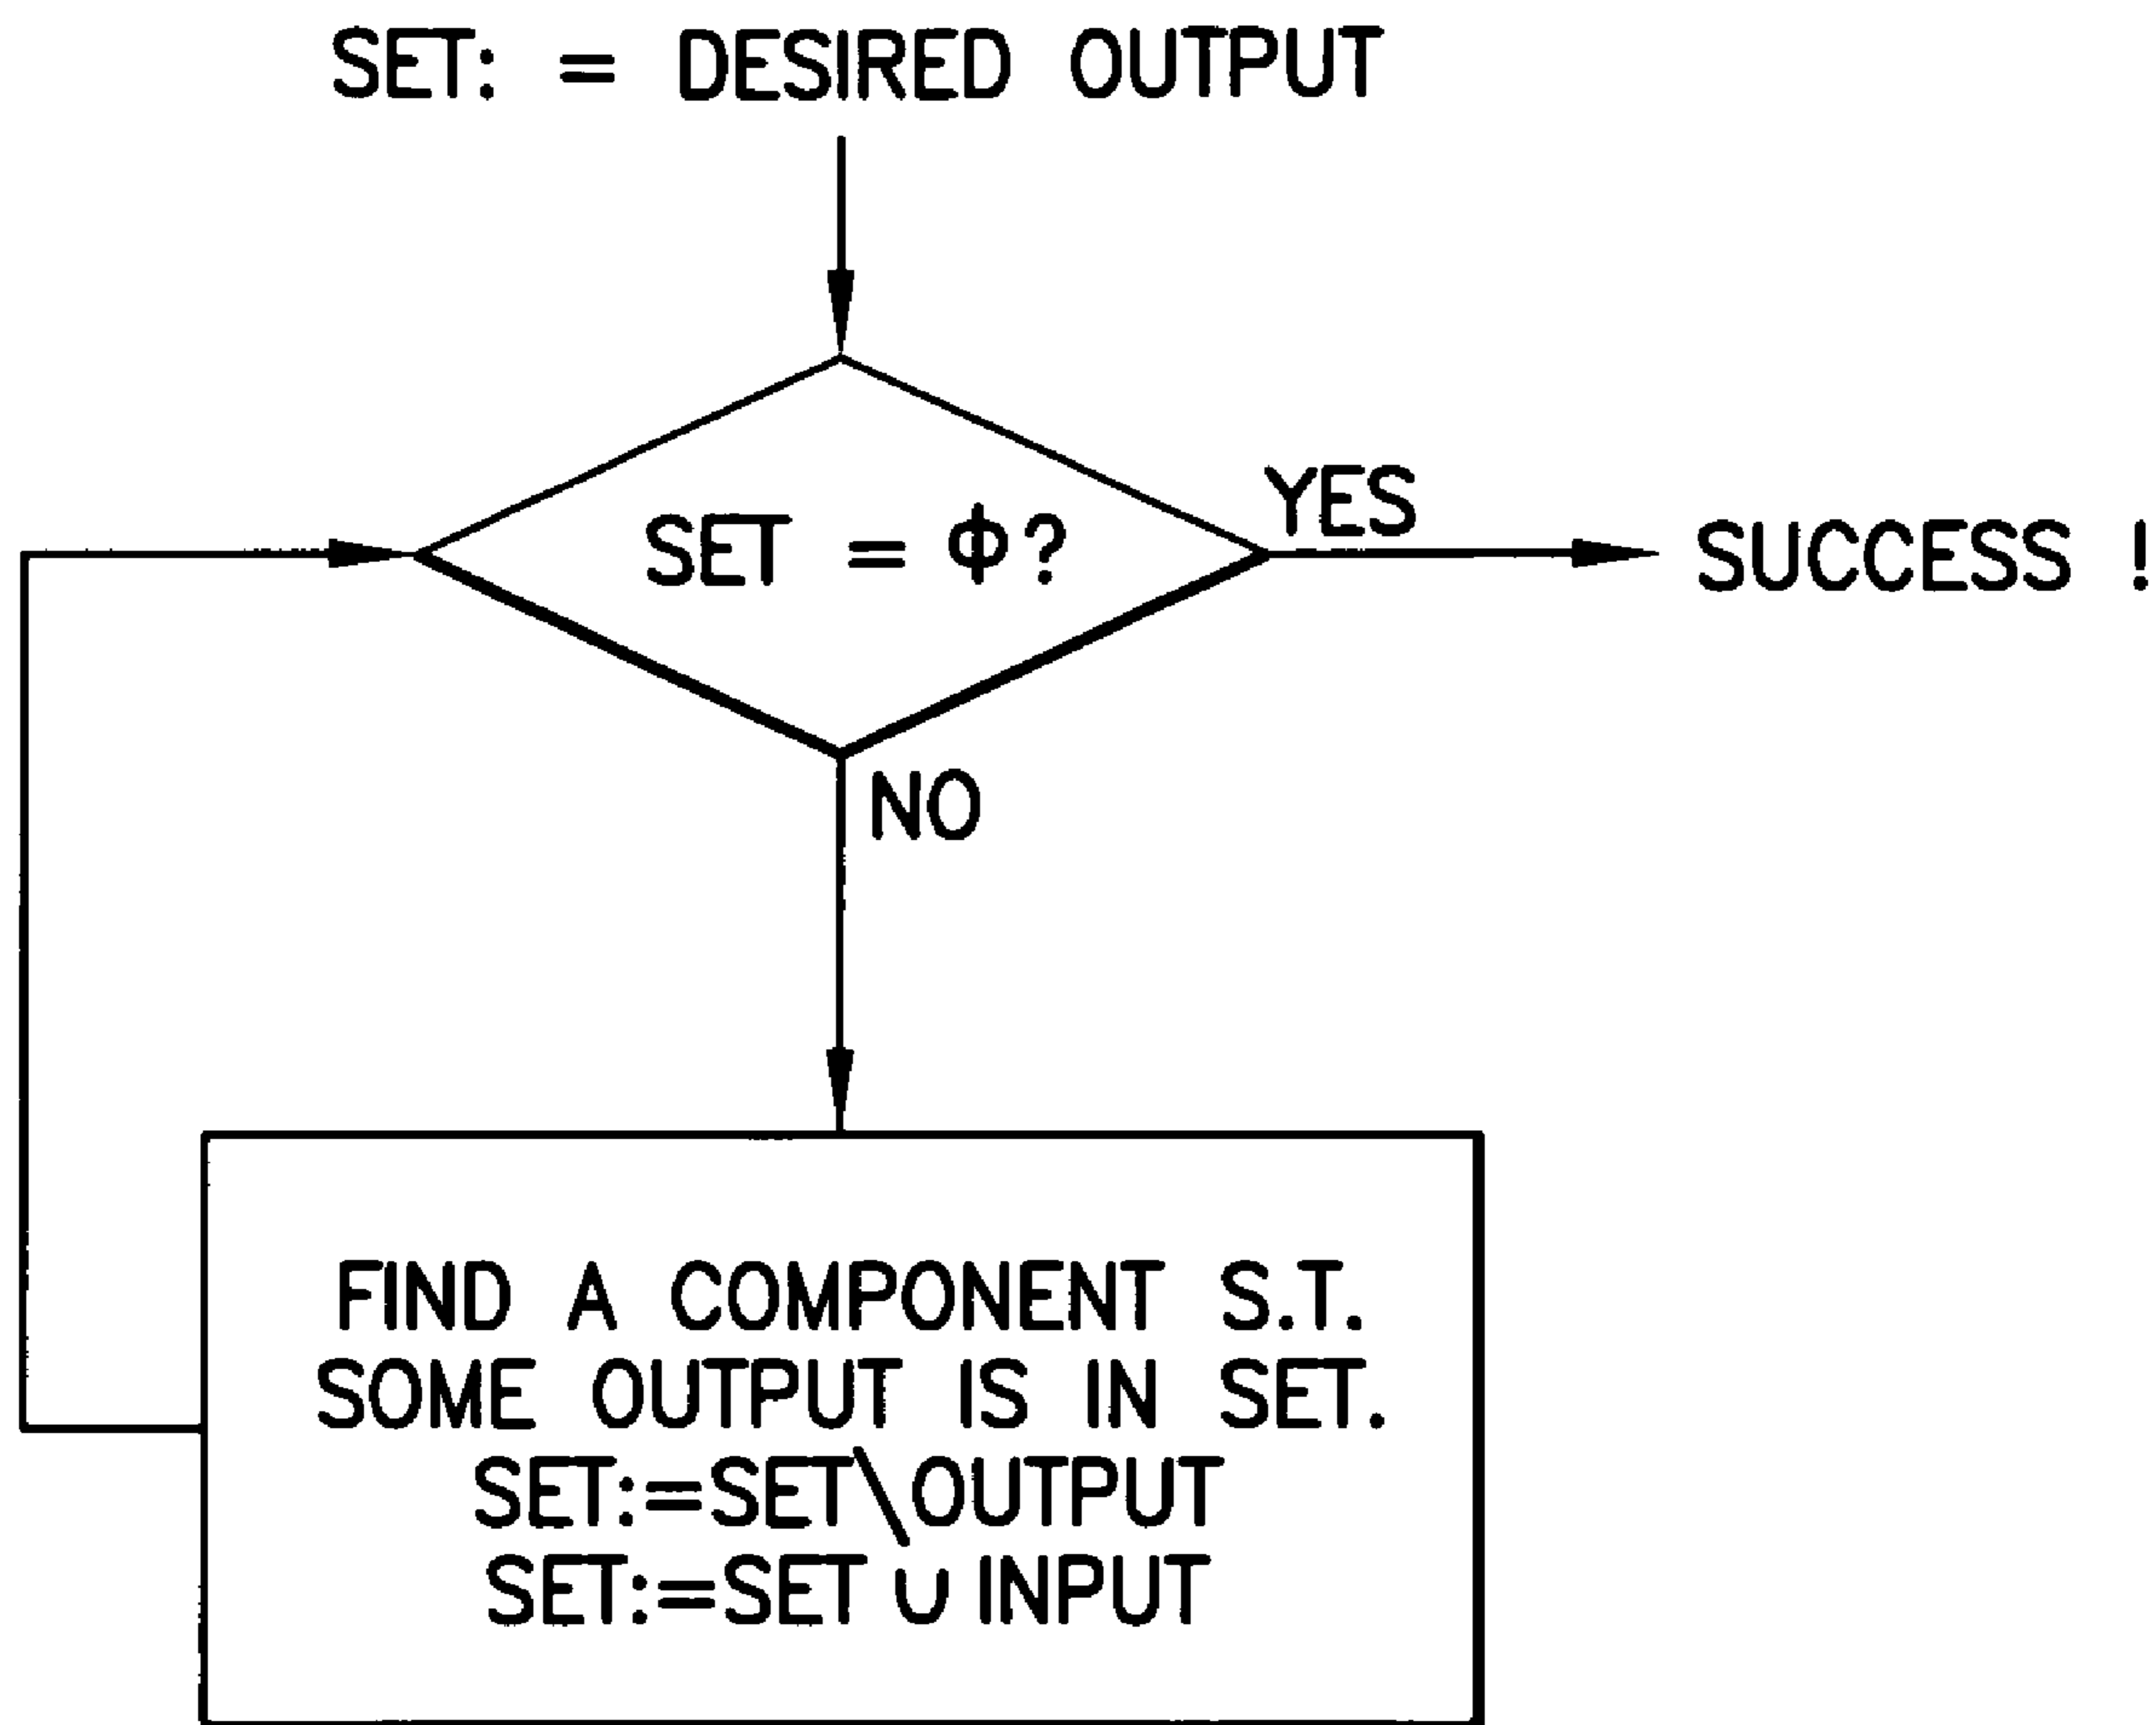 SET: = DESIRED OUTPUT
SET = Φ?
YES
SUCCESS !
NO
FIND A COMPONENT S.T.
SOME OUTPUT IS IN SET.
SET:=SET\OUTPUT
SET:=SET ∪ INPUT